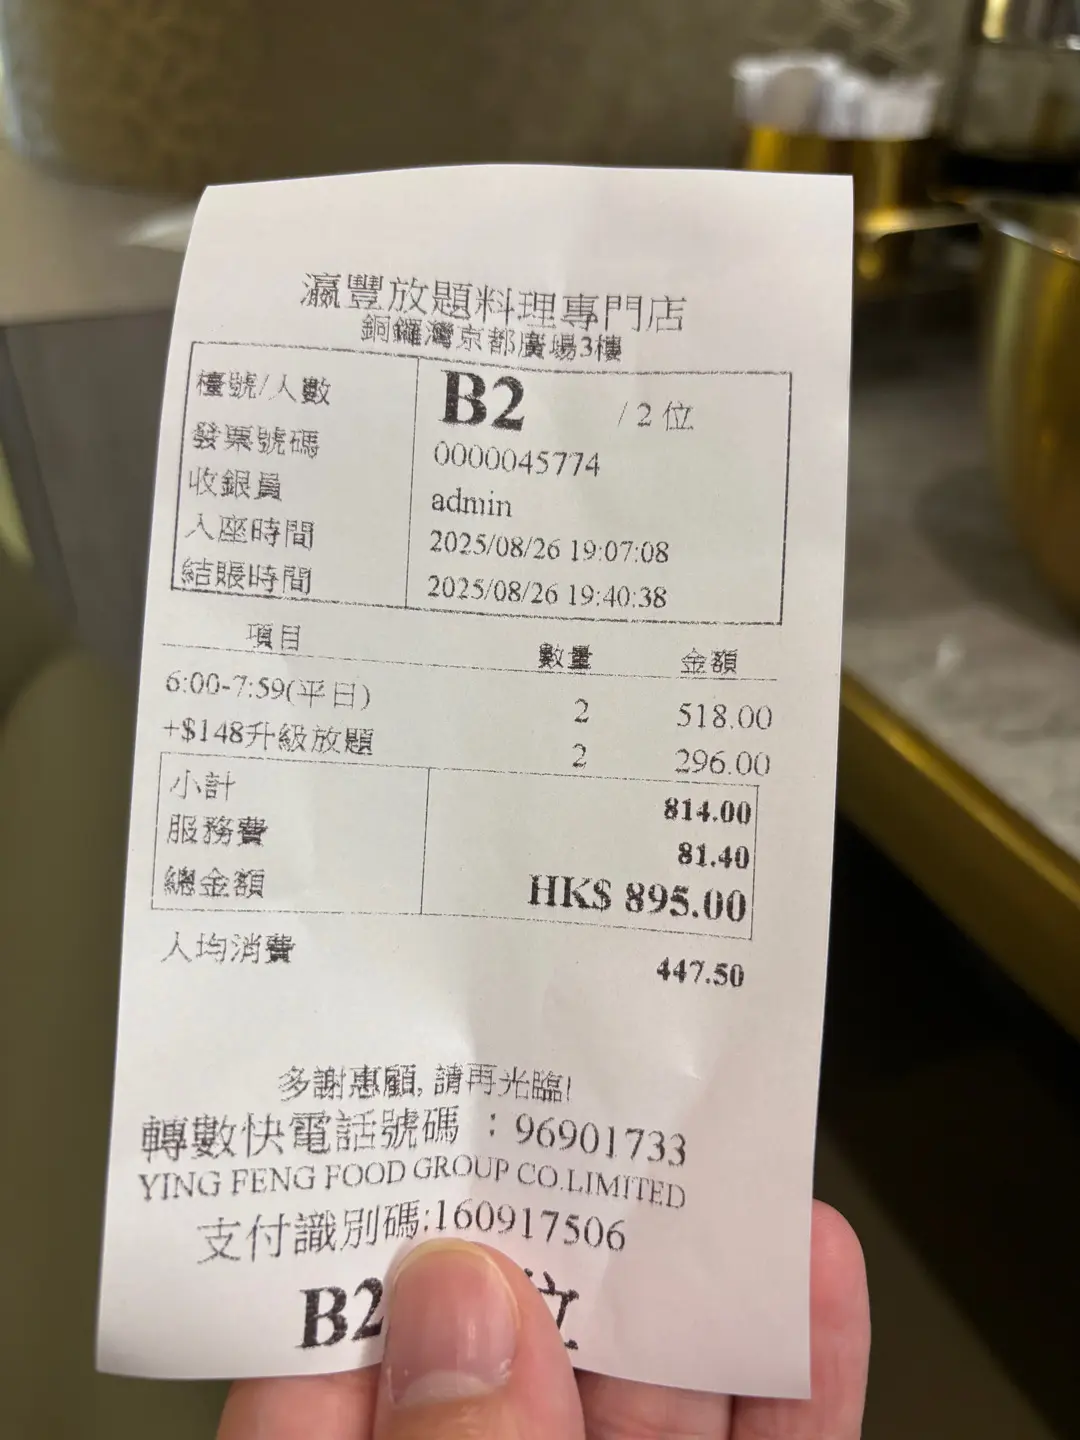 瀛豐放題料理專門店
銅鑼灣京都廣場3樓
檯號/人數 B2 / 2 位
發票號碼 0000045774
收銀員 admin
入座時間 2025/08/26 19:07:08
結賬時間 2025/08/26 19:40:38
項目 數量 金額
6:00-7:59(平日) 2 518.00
+$148升級放題 2 296.00
小計 814.00
服務費 81.40
總金額 HK$ 895.00
人均消費 447.50
多謝惠顧, 請再光臨!
轉數快電話號碼 : 96901733
YING FENG FOOD GROUP CO.LIMITED
支付識別碼:160917506
B2 位